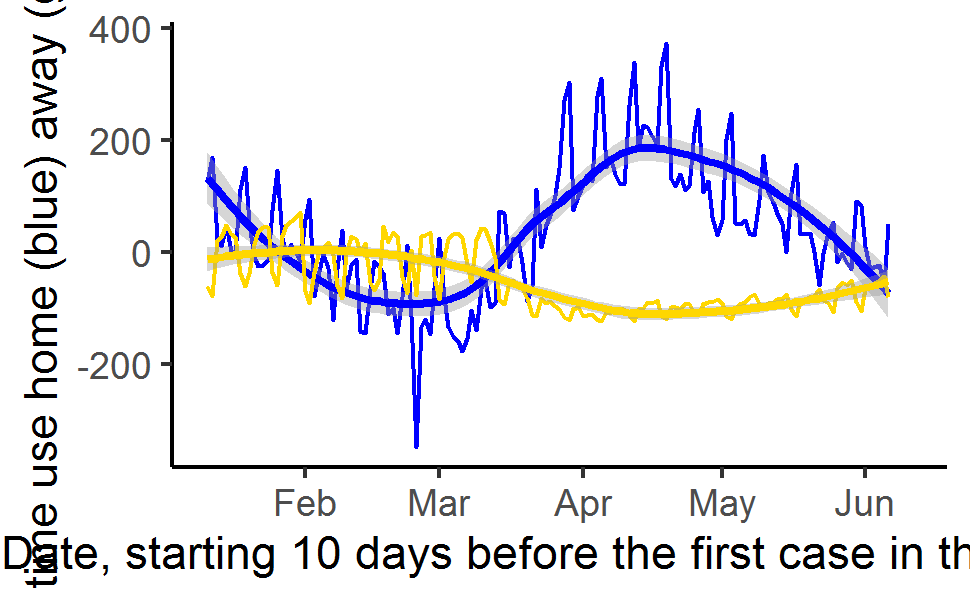 time use home (blue) away (
400
200
0
-200
Feb Mar Apr May Jun
Date, starting 10 days before the first case in th